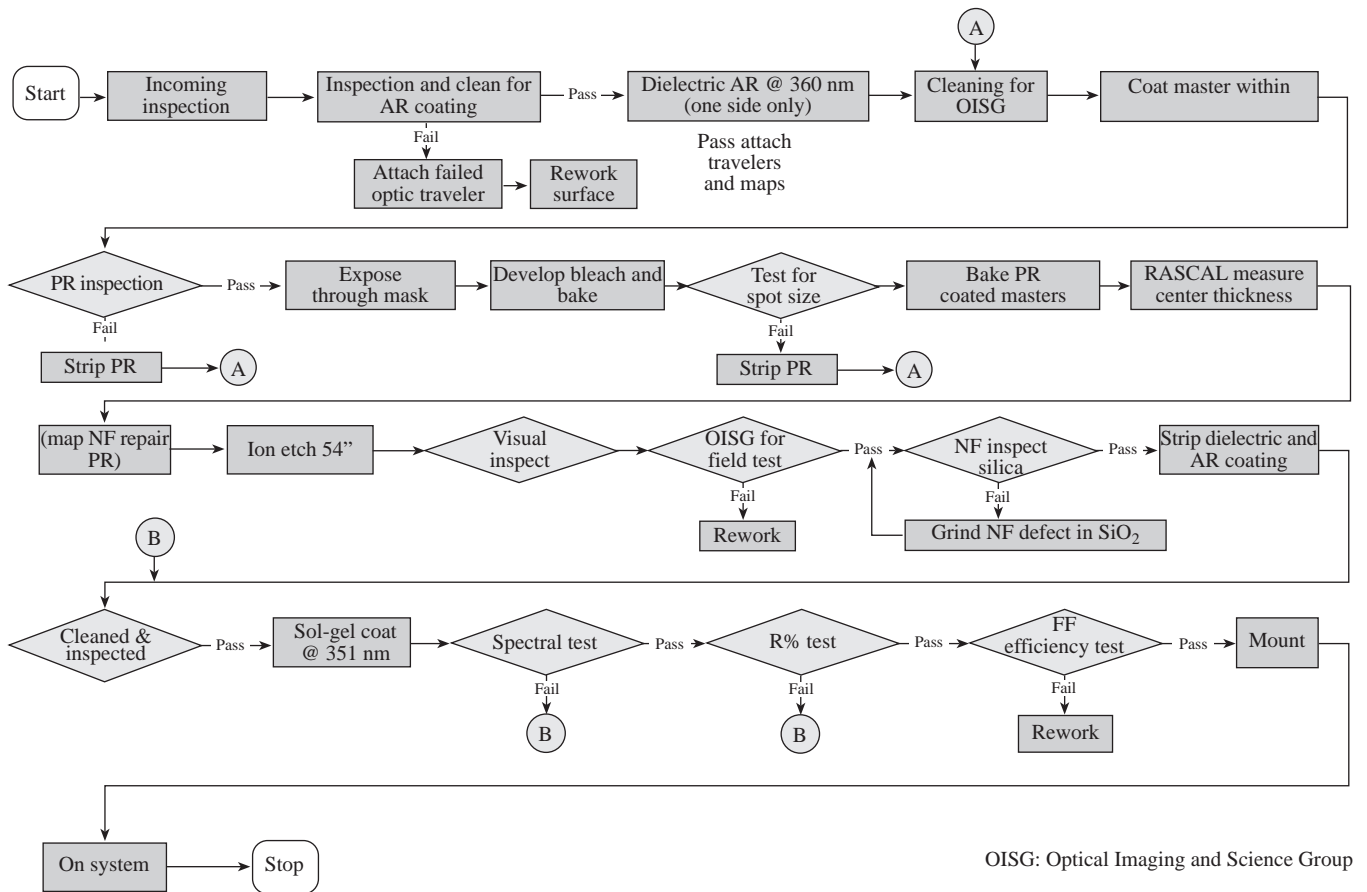 A
Start
Incoming
inspection
Inspection and clean for
AR coating
Pass
Dielectric AR @ 360 nm
(one side only)
Cleaning for
OISG
Coat master within
Fail
Pass attach
travelers
and maps
Attach failed
optic traveler
Rework
surface
PR inspection
Pass
Expose
through mask
Develop bleach and
bake
Test for
spot size
Bake PR
coated masters
RASCAL measure
center thickness
Fail
Fail
Strip PR
A
Strip PR
A
(map NF repair
PR)
Ion etch 54”
Visual
inspect
OISG for
field test
Pass
NF inspect
silica
Pass
Strip dielectric and
AR coating
Fail
Fail
Rework
Grind NF defect in SiO2
B
Cleaned &
inspected
Pass
Sol-gel coat
@ 351 nm
Spectral test
Pass
R% test
Pass
FF
efficiency test
Pass
Mount
Fail
Fail
Fail
B
B
Rework
On system
Stop
OISG: Optical Imaging and Science Group